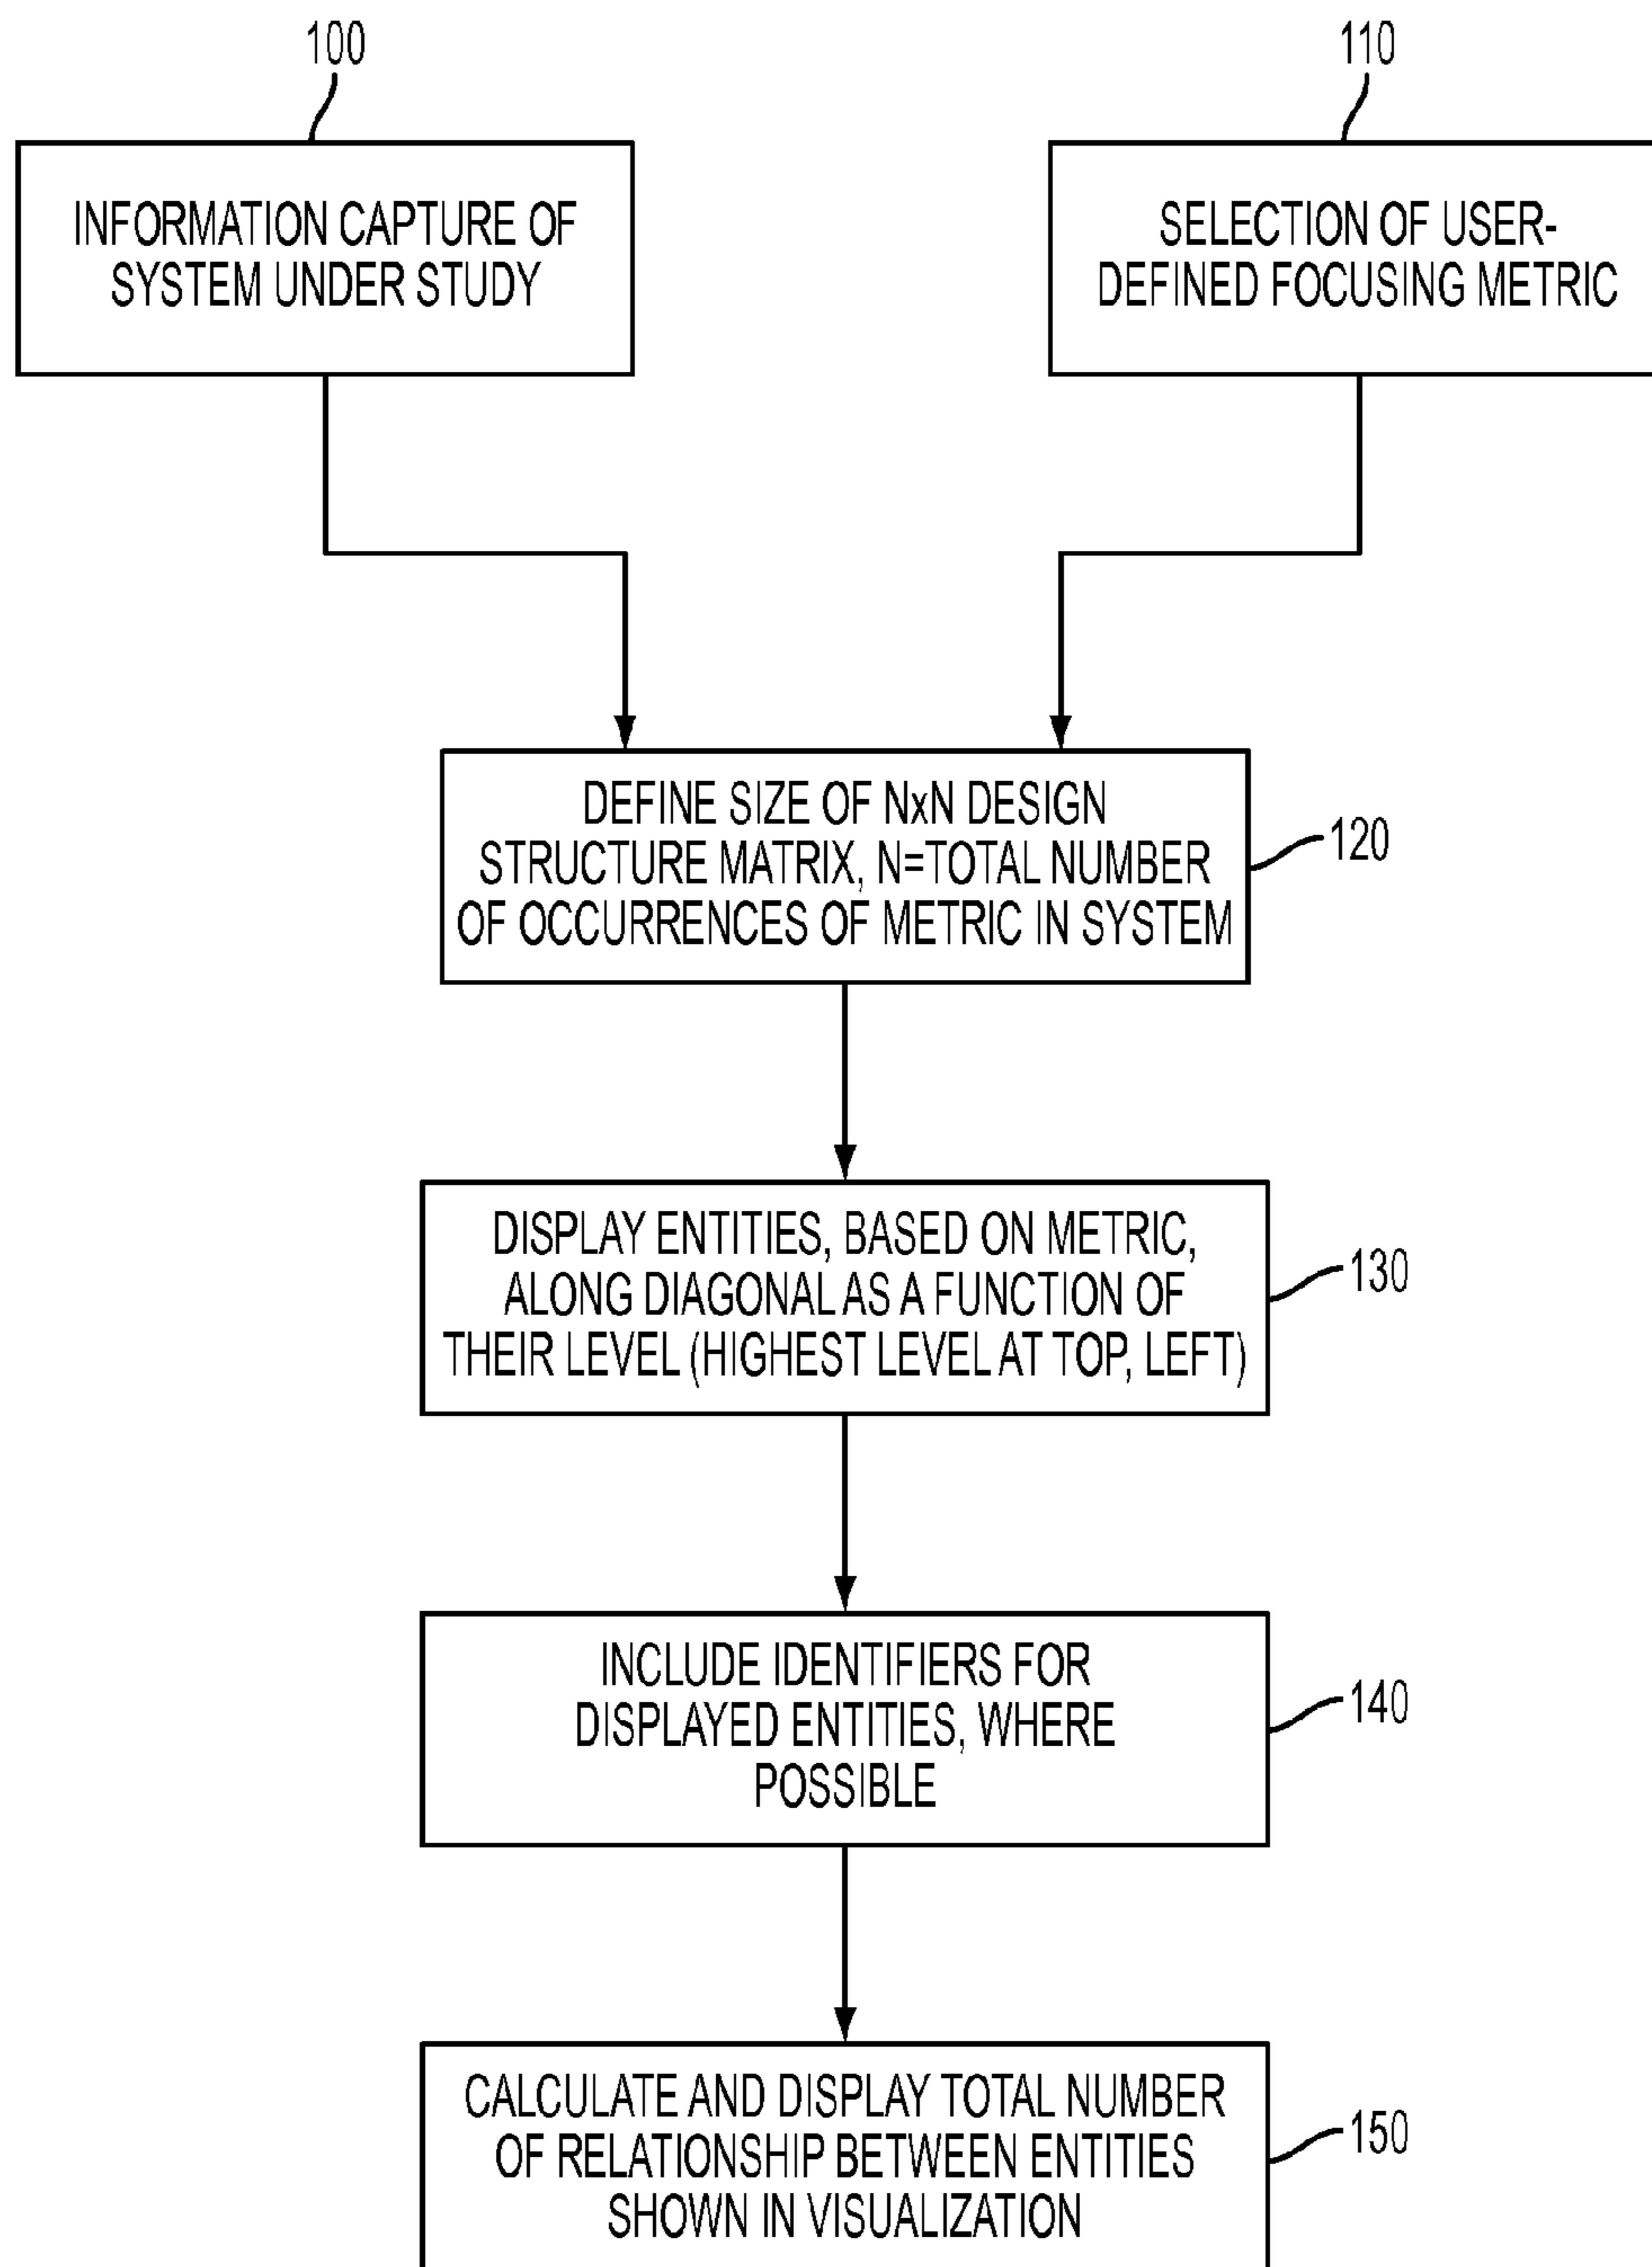 100
110
INFORMATION CAPTURE OF
SYSTEM UNDER STUDY
SELECTION OF USER-
DEFINED FOCUSING METRIC
DEFINE SIZE OF NxN DESIGN
STRUCTURE MATRIX, N=TOTAL NUMBER
OF OCCURRENCES OF METRIC IN SYSTEM
120
DISPLAY ENTITIES, BASED ON METRIC,
ALONG DIAGONAL AS A FUNCTION OF
THEIR LEVEL (HIGHEST LEVEL AT TOP, LEFT)
130
INCLUDE IDENTIFIERS FOR
DISPLAYED ENTITIES, WHERE
POSSIBLE
140
CALCULATE AND DISPLAY TOTAL NUMBER
OF RELATIONSHIP BETWEEN ENTITIES
SHOWN IN VISUALIZATION
150